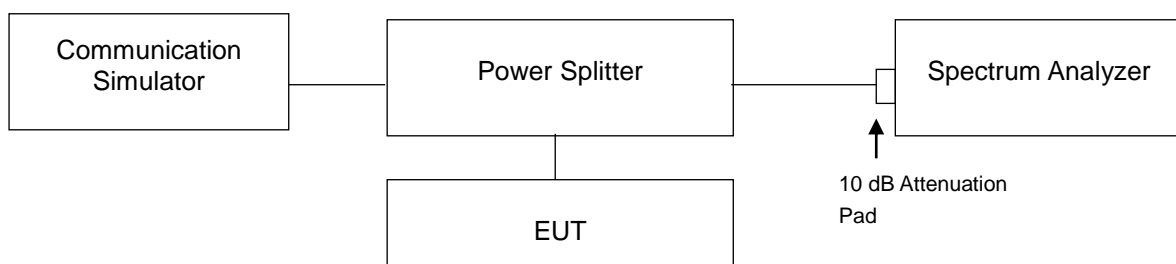 Communication
Simulator
Power Splitter
Spectrum Analyzer
10 dB Attenuation
Pad
EUT